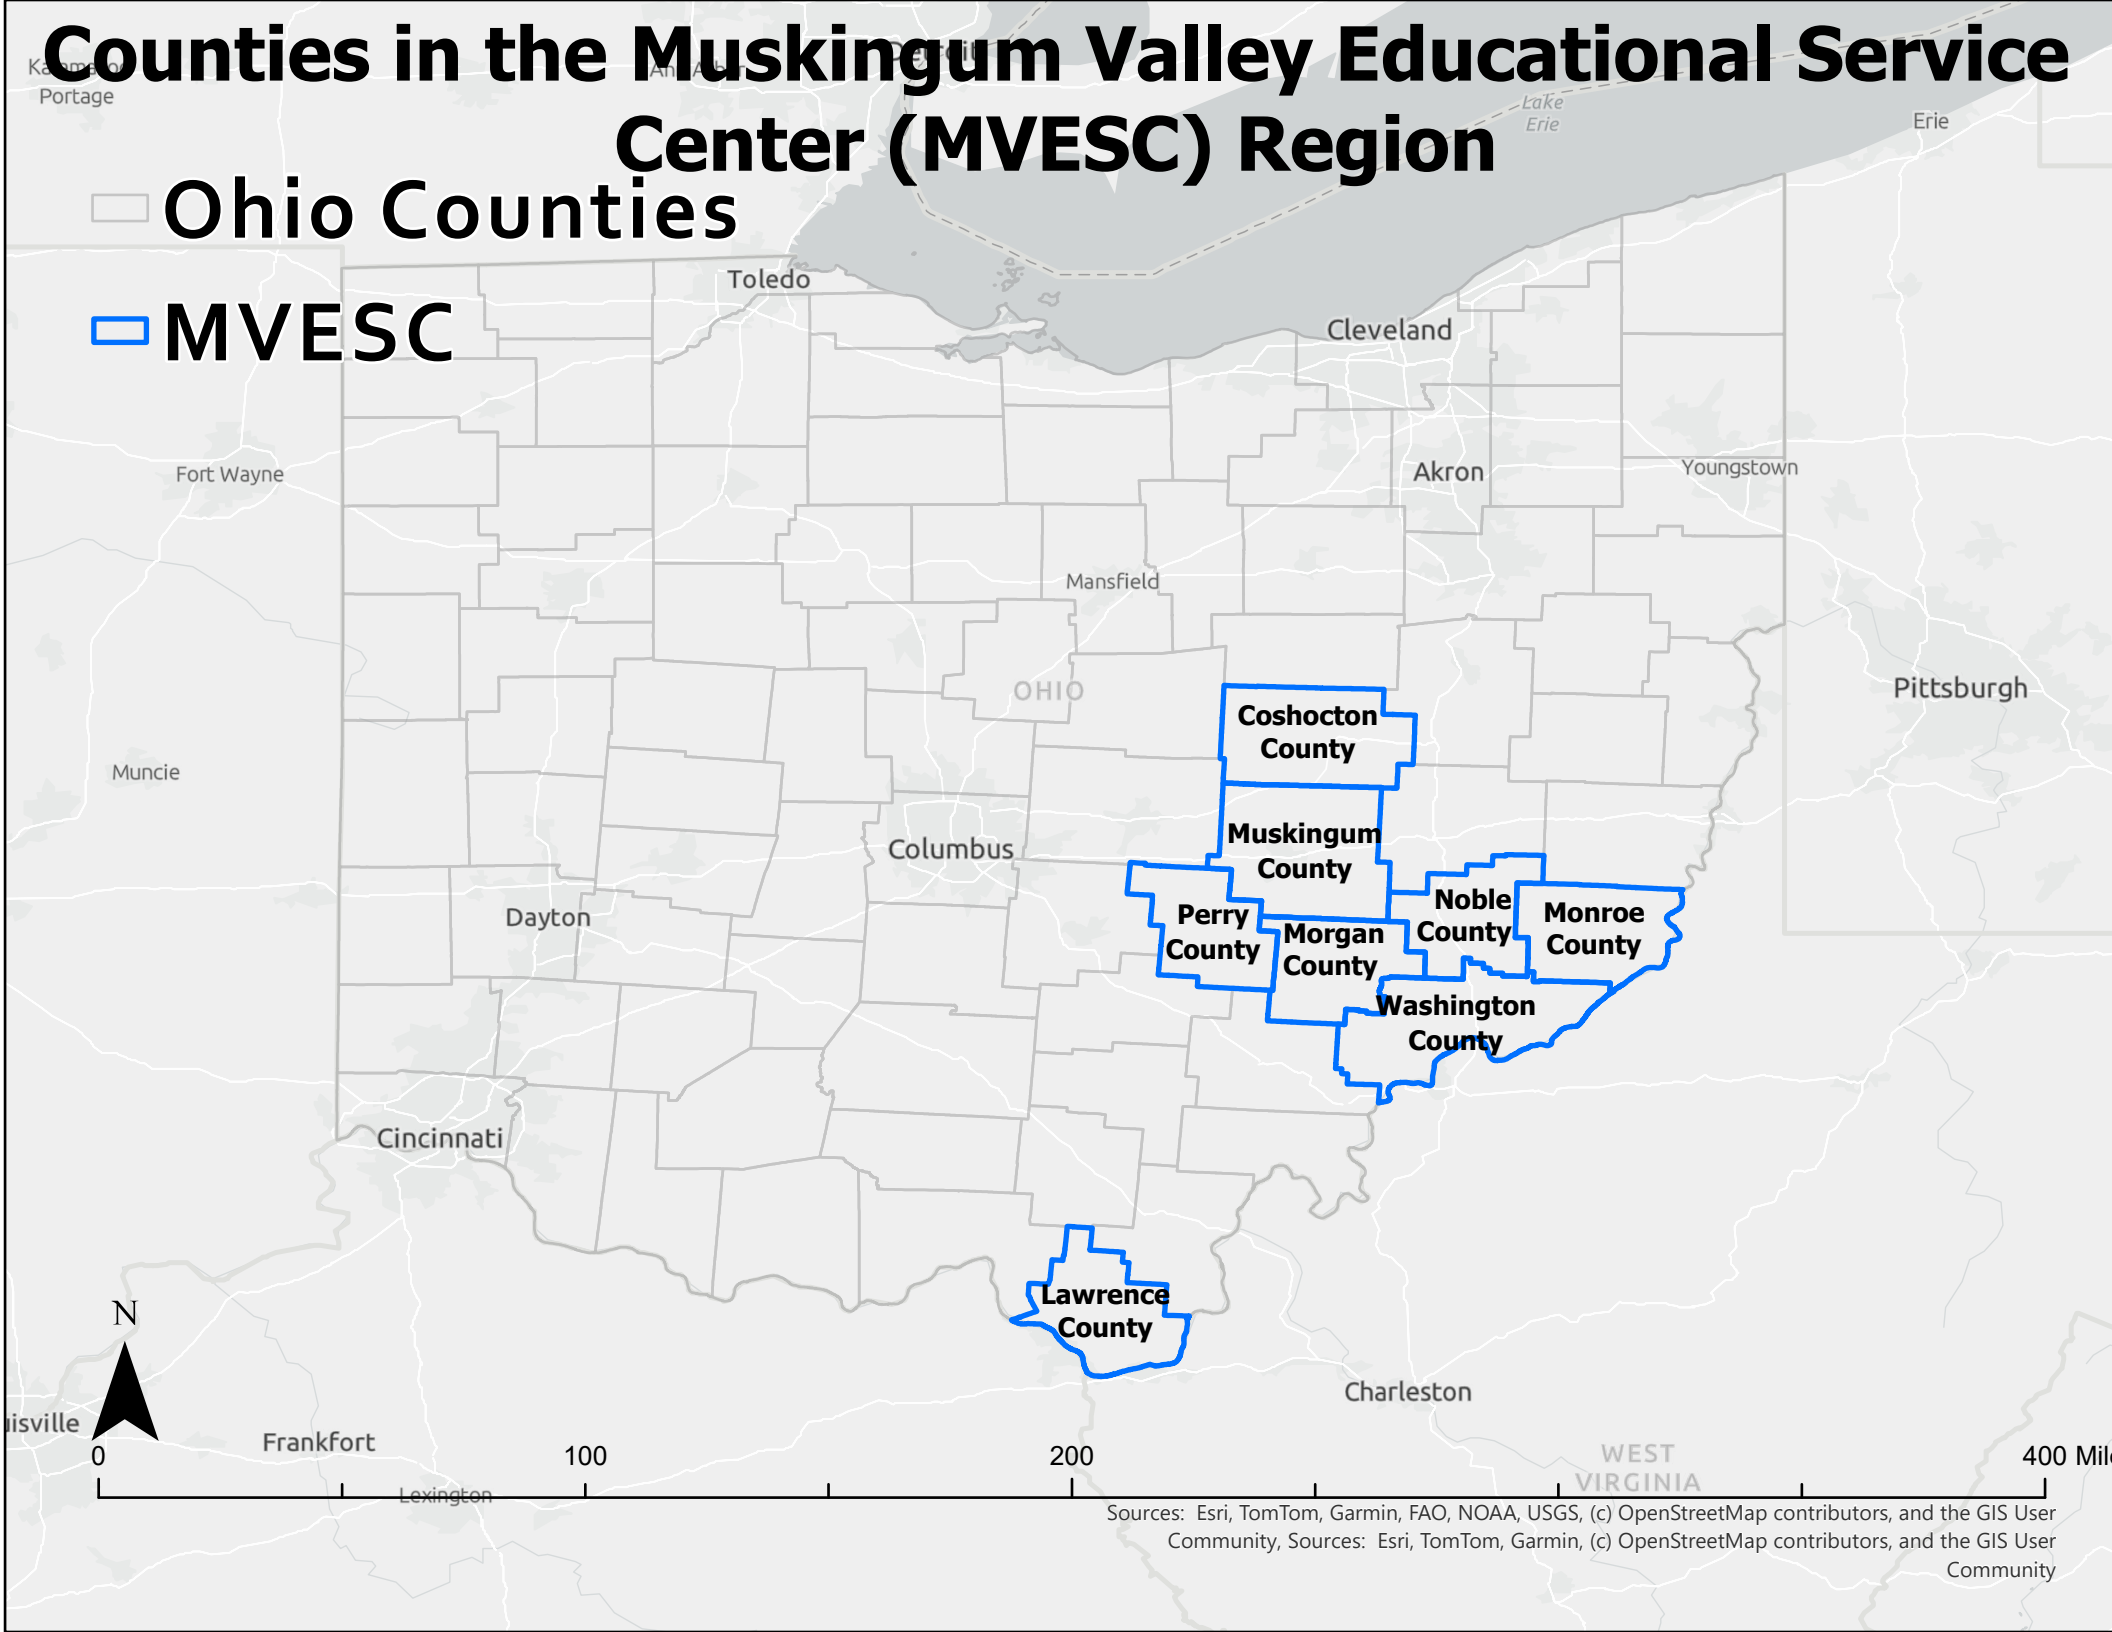 Counties in the Muskingum Valley Educational Service
Center (MVESC) Region
Portage
Detroit
Lake
Erie
Erie
Ohio Counties
MVESC
Toledo
Cleveland
Fort Wayne
Akron
Youngstown
Mansfield
OHIO
Pittsburgh
Coshocton
County
Muncie
Muskingum
County
Columbus
Dayton
Perry
County
Morgan
County
Noble
County
Monroe
County
Washington
County
Cincinnati
Lawrence
County
N
Charleston
isville
Frankfort
WEST
VIRGINIA
0
100
200
400 Mil
Lexington
Sources: Esri, TomTom, Garmin, FAO, NOAA, USGS, (c) OpenStreetMap contributors, and the GIS User
Community, Sources: Esri, TomTom, Garmin, (c) OpenStreetMap contributors, and the GIS User
Community